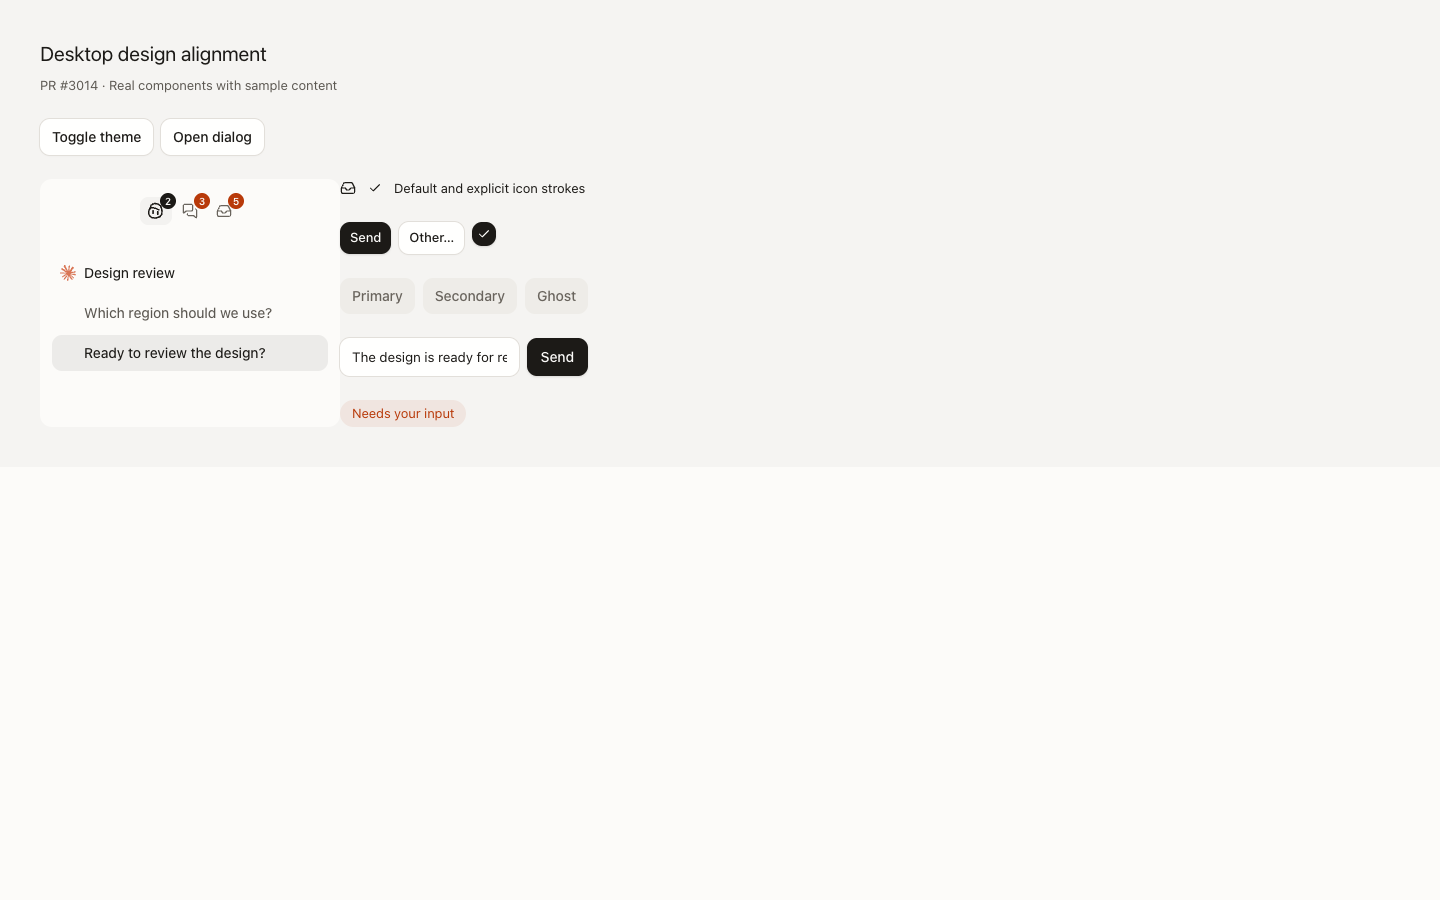 Desktop design alignment
PR #3014 · Real components with sample content
Toggle theme
Open dialog
2
3
5
Design review
Which region should we use?
Ready to review the design?
Default and explicit icon strokes
Send
Other...
Primary
Secondary
Ghost
The design is ready for re
Send
Needs your input